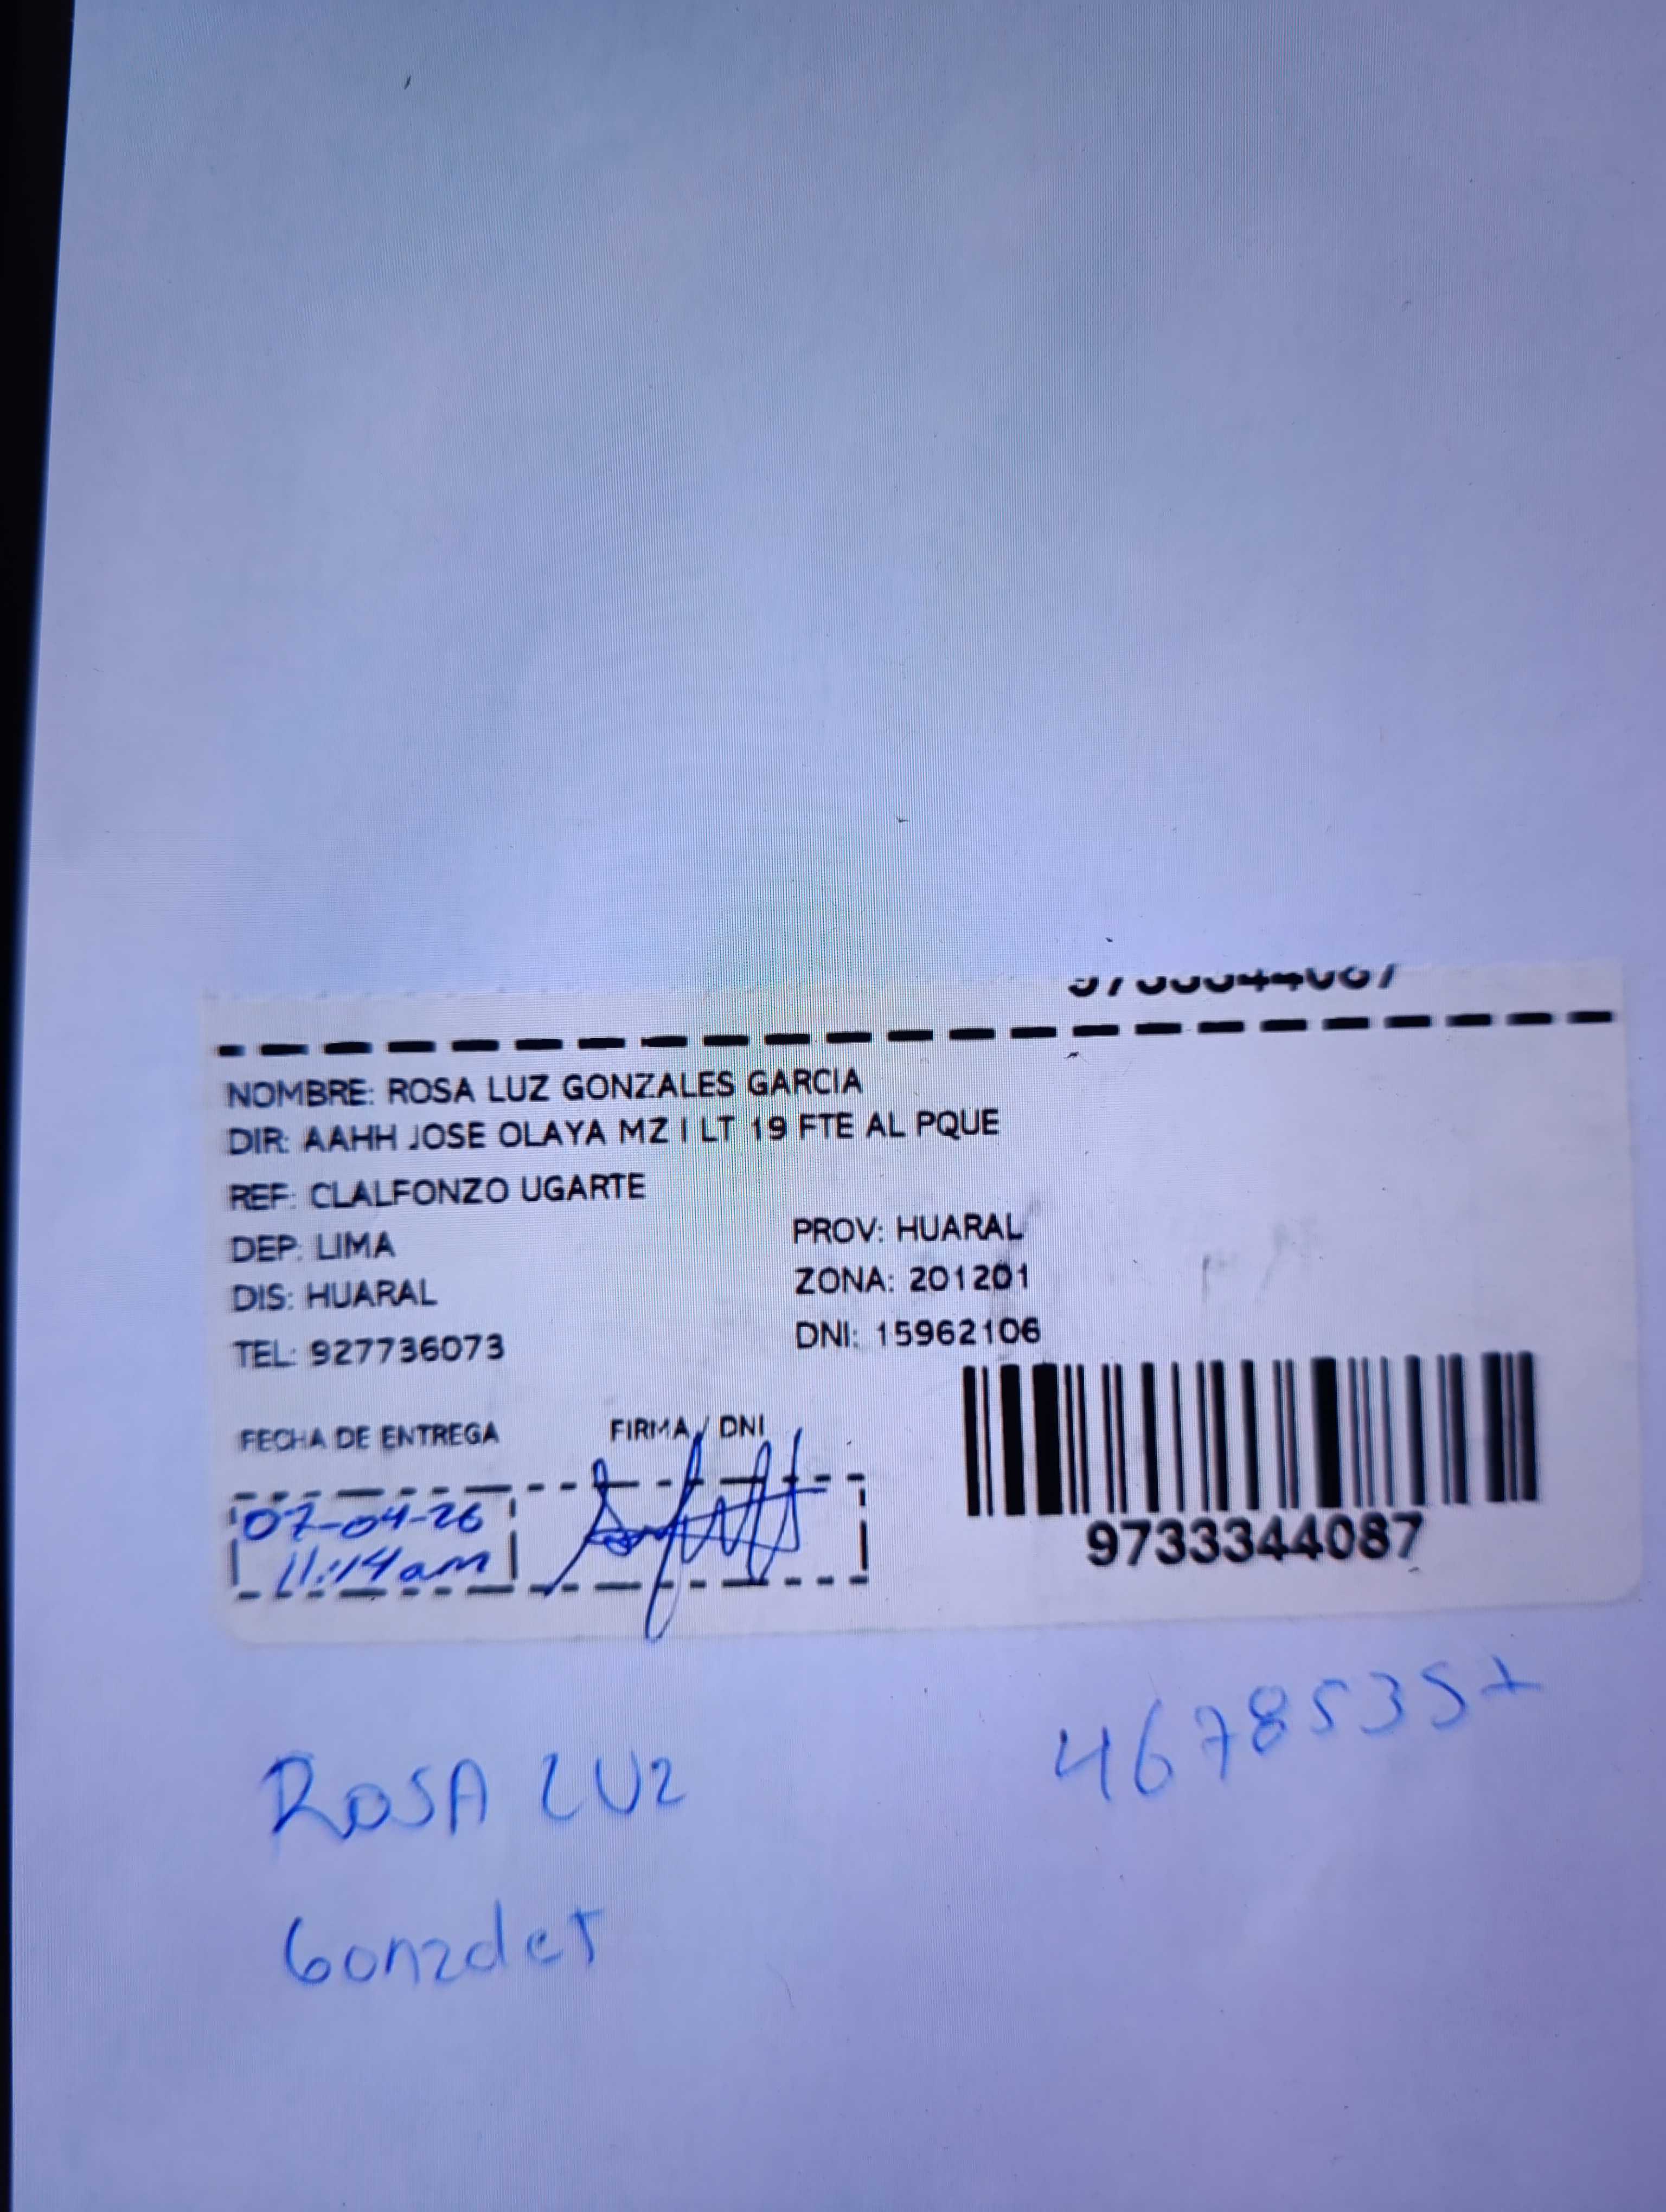 9733344087
NOMBRE: ROSA LUZ GONZALES GARCIA
DIR: AAHH JOSE OLAYA MZ I LT 19 FTE AL PQUE
REF: CLALFONZO UGARTE
DEP: LIMA
PROV: HUARAL
DIS: HUARAL
ZONA: 201201
TEL: 927736073
DNI: 15962106
FECHA DE ENTREGA
FIRMA / DNI
07-04-26
11:14am
9733344087
46785357
ROSA LUZ